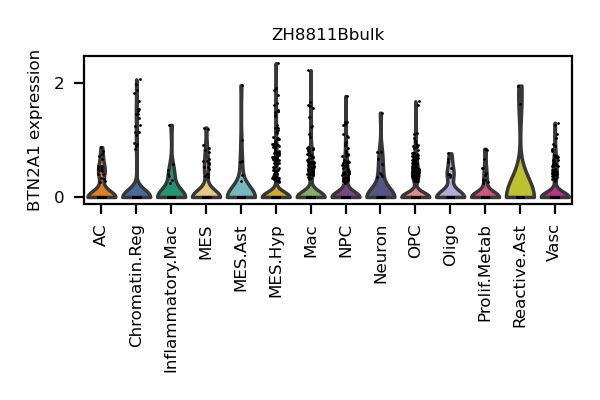 ZH8811Bbulk
BTN2A1 expression
2
0
AC
Chromatin.Reg
Inflammatory.Mac
MES
MES.Ast
MES.Hyp
Mac
NPC
Neuron
OPC
Oligo
Prolif.Metab
Reactive.Ast
Vasc